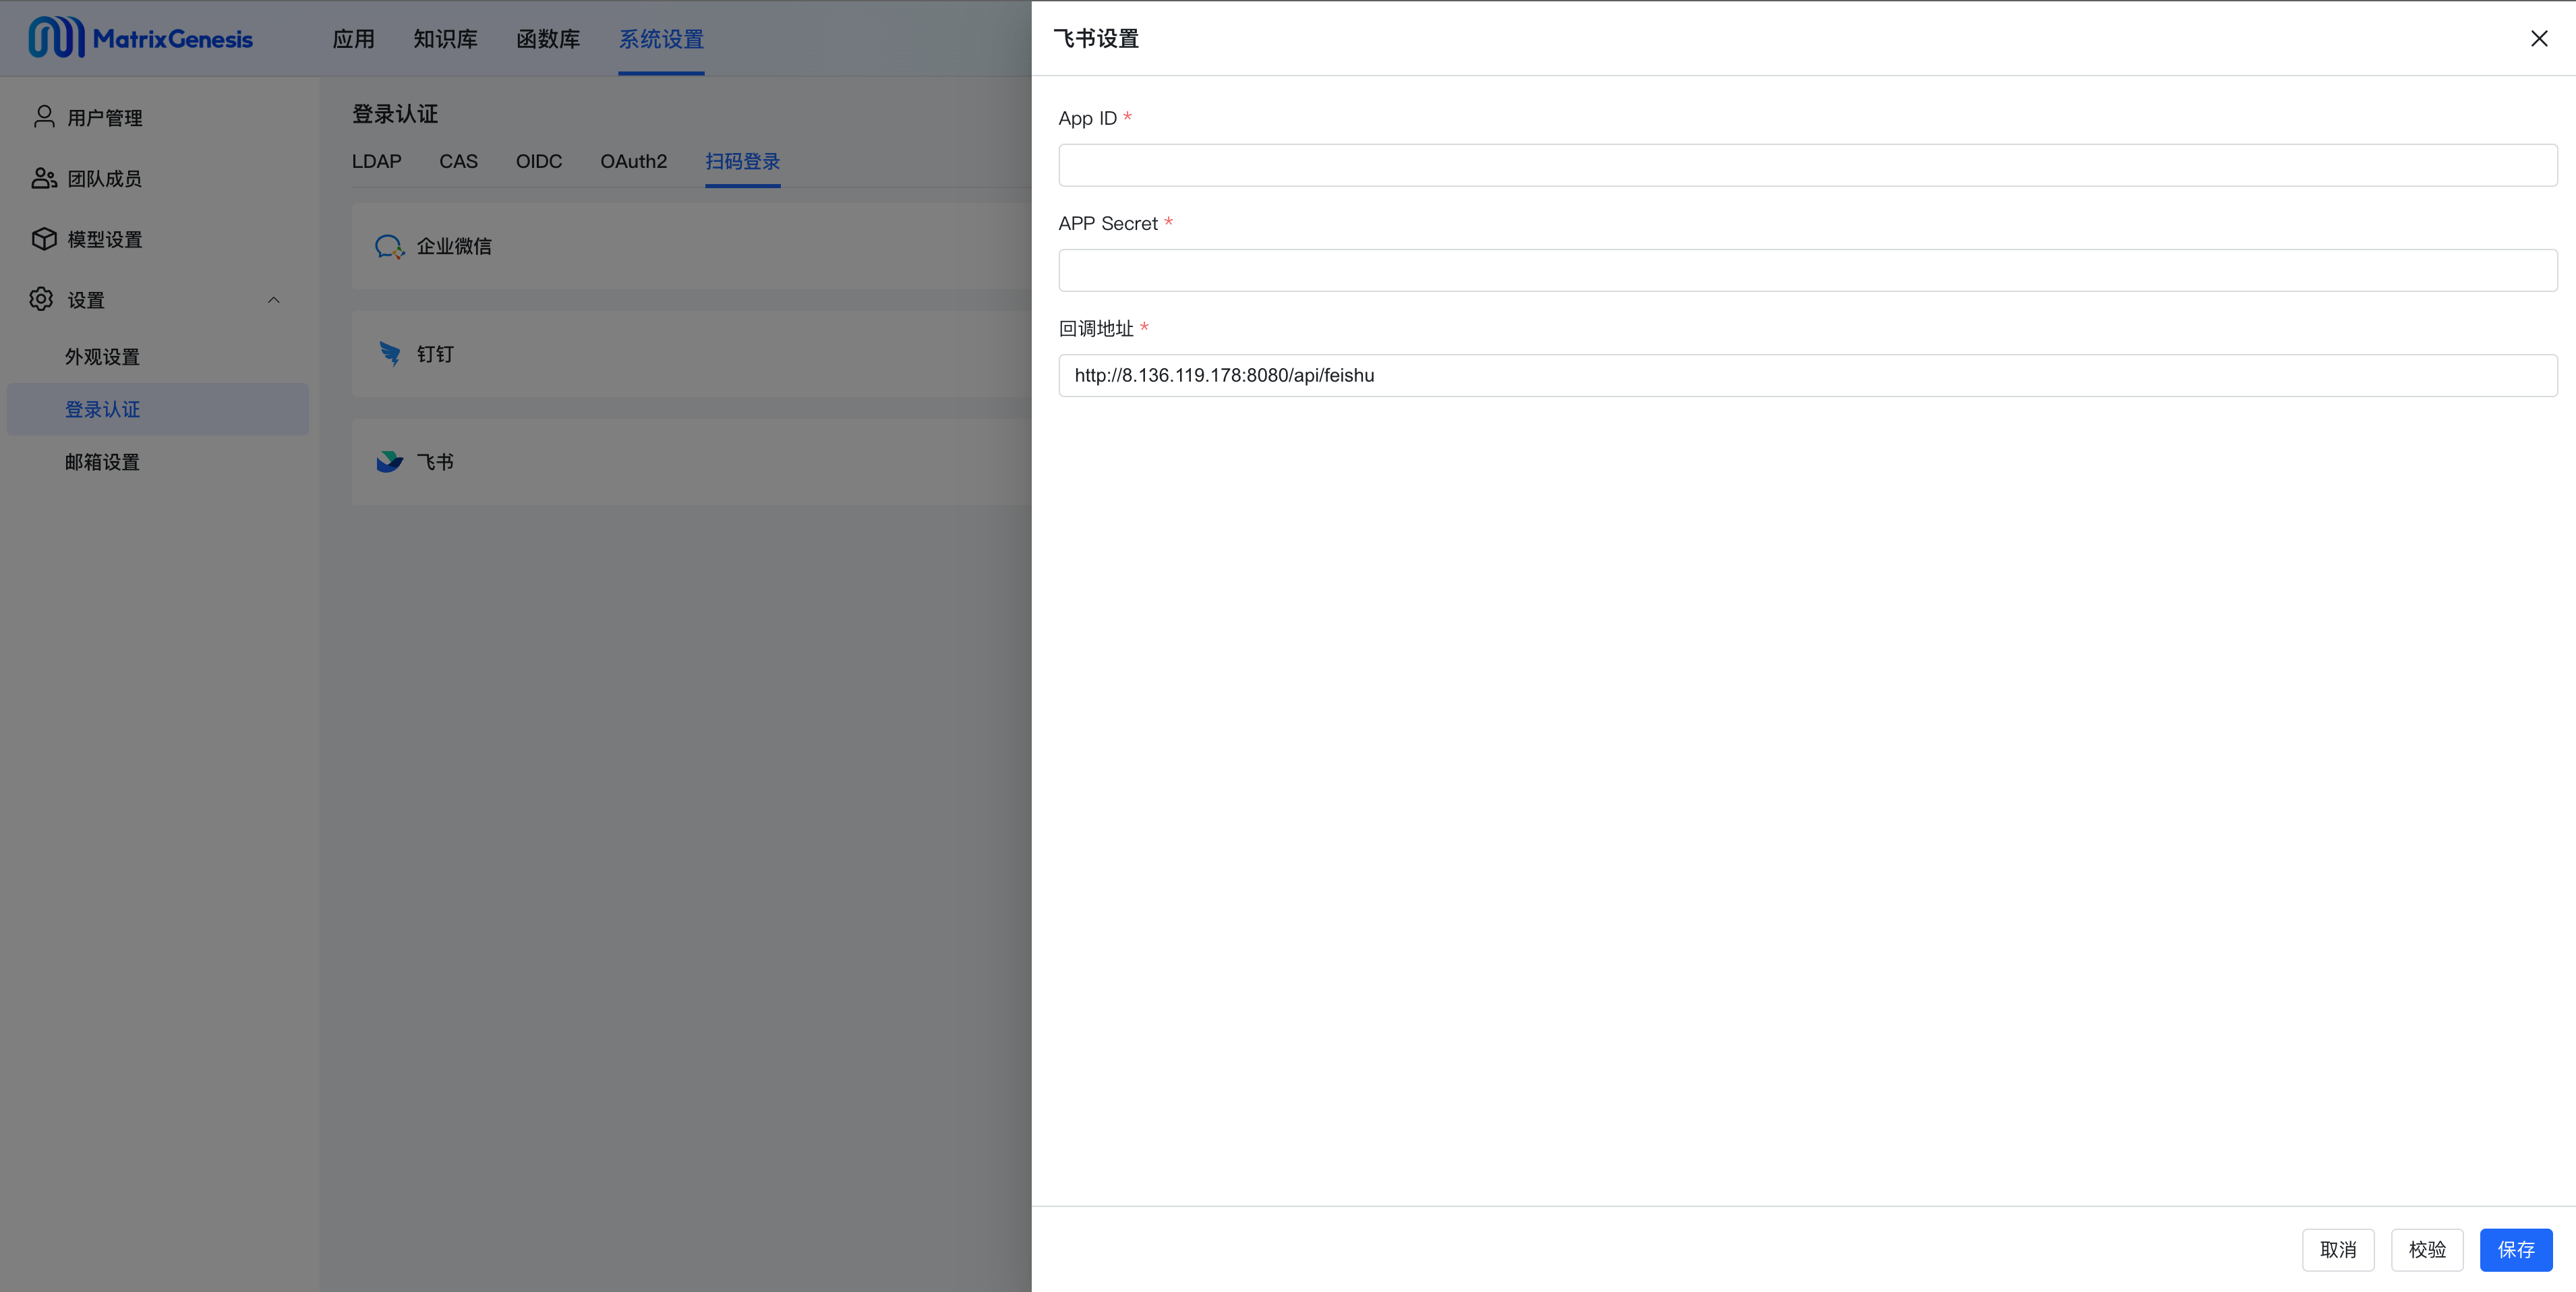 MatrixGenesis
应用 知识库 函数库 系统设置
用户管理
团队成员
模型设置
设置
外观设置
登录认证
邮箱设置
登录认证
LDAP CAS OIDC OAuth2 扫码登录
企业微信
钉钉
飞书
飞书设置
App ID *
APP Secret *
回调地址 *
http://8.136.119.178:8080/api/feishu
取消 校验 保存